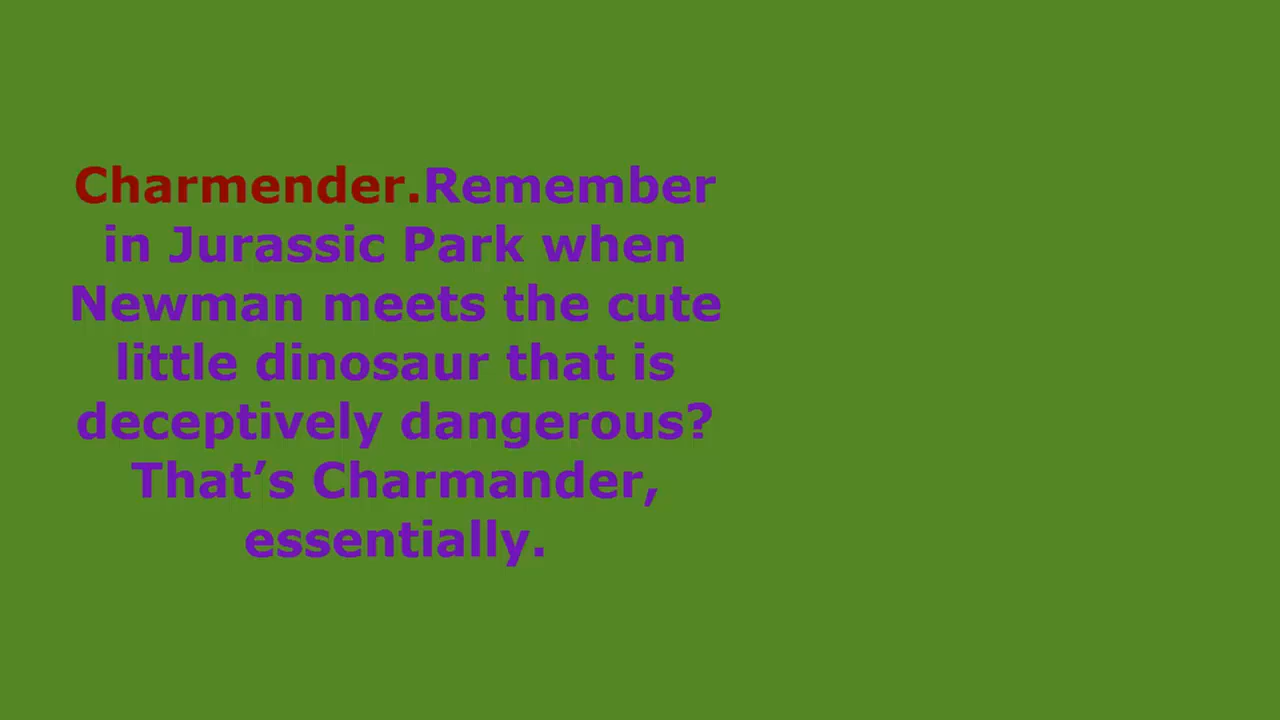 Charmender.Remember
in Jurassic Park when
Newman meets the cute
little dinosaur that is
deceptively dangerous?
That’s Charmander,
essentially.